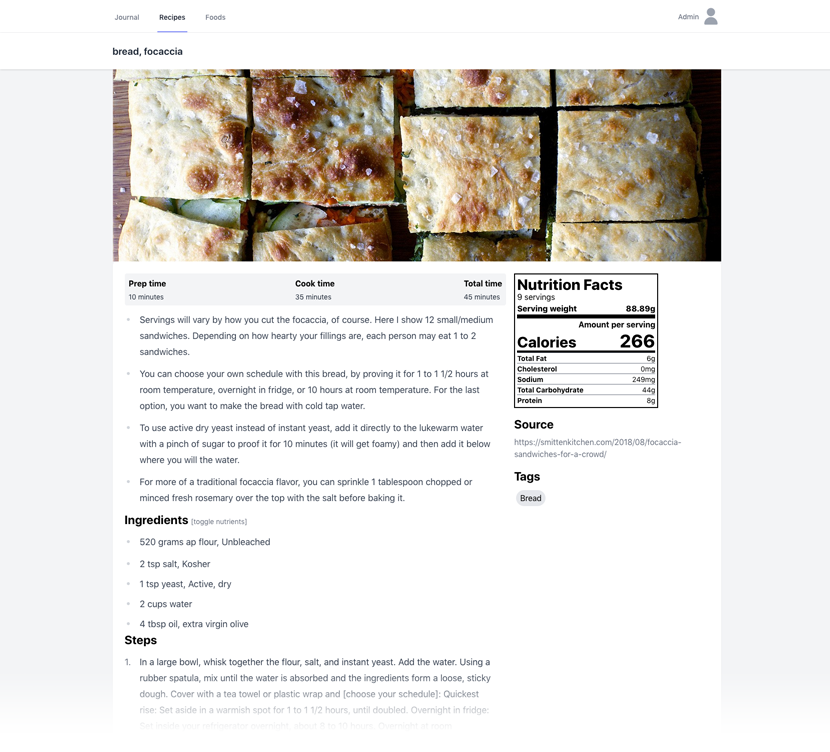 Journal Recipes Foods Admin
bread, focaccia
Prep time Cook time Total time
10 minutes 35 minutes 45 minutes
Servings will vary by how you cut the focaccia, of course. Here I show 12 small/medium
sandwiches. Depending on how hearty your fillings are, each person may eat 1 to 2
sandwiches.
You can choose your own schedule with this bread, by proving it for 1 to 1 1/2 hours at
room temperature, overnight in fridge, or 10 hours at room temperature. For the last
option, you want to make the bread with cold tap water.
To use active dry yeast instead of instant yeast, add it directly to the lukewarm water
with a pinch of sugar to proof it for 10 minutes (it will get foamy) and then add it below
where you will the water.
For more of a traditional focaccia flavor, you can sprinkle 1 tablespoon chopped or
minced fresh rosemary over the top with the salt before baking it.
Ingredients [toggle nutrients]
520 grams ap flour, Unbleached
2 tsp salt, Kosher
1 tsp yeast, Active, dry
2 cups water
4 tbsp oil, extra virgin olive
Steps
1. In a large bowl, whisk together the flour, salt, and instant yeast. Add the water. Using a
rubber spatula, mix until the water is absorbed and the ingredients form a loose, sticky
dough. Cover with a tea towel or plastic wrap and [choose your schedule]: Quickest
rise: Set aside in a warmish spot for 1 to 1 1/2 hours, until doubled. Overnight in fridge:
Nutrition Facts
9 servings
Serving weight 88.89g
Amount per serving
Calories 266
Total Fat 6g
Cholesterol 0mg
Sodium 249mg
Total Carbohydrate 44g
Protein 8g
Source
https://smittenkitchen.com/2018/08/focaccia-
sandwiches-for-a-crowd/
Tags
Bread